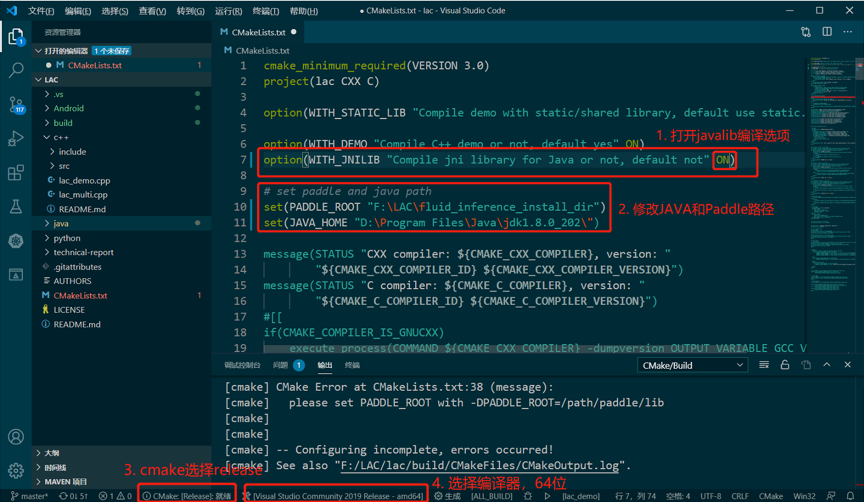 文件(F) 编辑(E) 选择(S) 查看(V) 转到(G) 运行(R) 终端(T) 帮助(H) ● CMakeLists.txt - lac - Visual Studio Code
资源管理器
打开的编辑器 1 个未保存
● M CMakeLists.txt 1
LAC
.vs
Android
build
c++
include
src
lac_demo.cpp
lac_multi.cpp
README.md
java
python
technical-report
.gitattributes
AUTHORS
M CMakeLists.txt 1
LICENSE
README.md
大纲
时间线
MAVEN 项目
1
117
M CMakeLists.txt ●
M CMakeLists.txt
1 cmake_minimum_required(VERSION 3.0)
2 project(lac CXX C)
3
4 option(WITH_STATIC_LIB "Compile demo with static/shared library, default use static.
5
6 option(WITH_DEMO "Compile C++ demo or not, default yes" ON)
1. 打开javalib编译选项
7 option(WITH_JNILIB "Compile jni library for Java or not, default not" ON)
8
9 # set paddle and java path
10 set(PADDLE_ROOT "F:\LAC\fluid_inference_install_dir")
2. 修改JAVA和Paddle路径
11 set(JAVA_HOME "D:\Program Files\Java\jdk1.8.0_202\")
12
13 message(STATUS "CXX compiler: ${CMAKE_CXX_COMPILER}, version: "
14 "${CMAKE_CXX_COMPILER_ID} ${CMAKE_CXX_COMPILER_VERSION}")
15 message(STATUS "C compiler: ${CMAKE_C_COMPILER}, version: "
16 "${CMAKE_C_COMPILER_ID} ${CMAKE_C_COMPILER_VERSION}")
17 #[[
18 if(CMAKE_COMPILER_IS_GNUCXX)
19 execute_process(COMMAND ${CMAKE_CXX_COMPILER} -dumpversion OUTPUT_VARIABLE GCC_V
调试控制台 问题 1 输出 终端 CMake/Build
[cmake] CMake Error at CMakeLists.txt:38 (message):
[cmake] please set PADDLE_ROOT with -DPADDLE_ROOT=/path/paddle/lib
[cmake]
[cmake]
[cmake] -- Configuring incomplete, errors occurred!
[cmake] See also "F:/LAC/lac/build/CMakeFiles/CMakeOutput.log".
3. cmake选择release
4. 选择编译器，64位
master* 0↓ 5↑ 1 0 CMake: [Release]: 就绪 [Visual Studio Community 2019 Release - amd64] 生成 [ALL_BUILD] [lac_demo] 行 7，列 74 空格: 4 UTF-8 CRLF CMake Win32